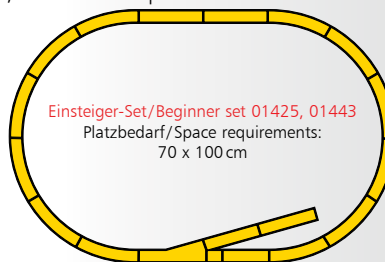 Einsteiger-Set/Beginner set 01425, 01443
Platzbedarf/Space requirements:
70 x 100 cm